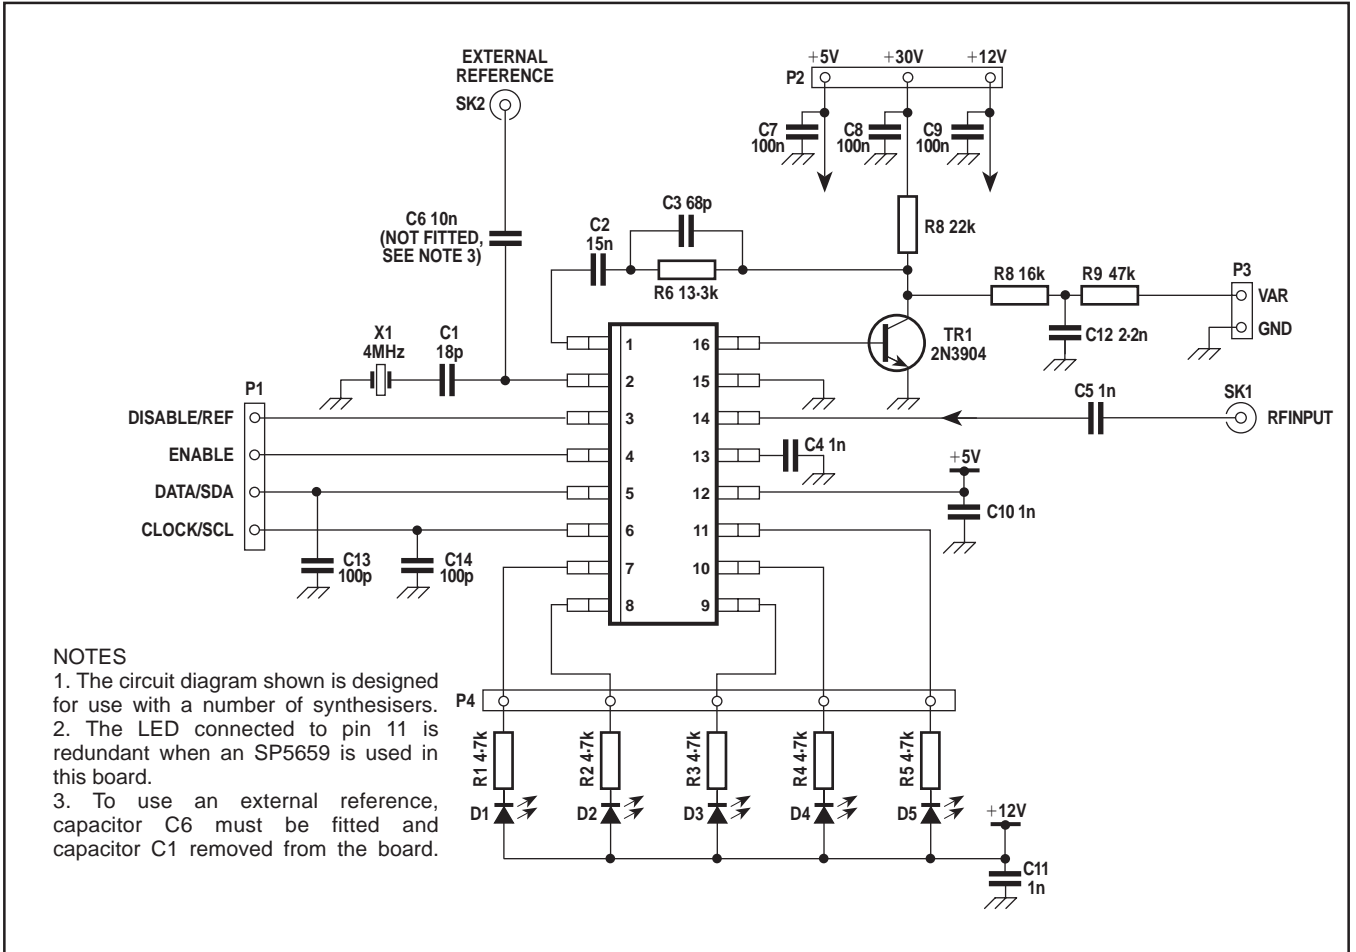 EXTERNAL
REFERENCE
SK2
+5V
+30V
+12V
P2
C7
100n
C8
100n
C9
100n
C6 10n
(NOT FITTED,
SEE NOTE 3)
C2
15n
C3 68p
R6 13·3k
R8 22k
R8 16k
R9 47k
P3
VAR
GND
C12 2·2n
TR1
2N3904
X1
4MHz
C1
18p
P1
DISABLE/REF
ENABLE
DATA/SDA
CLOCK/SCL
C13
100p
C14
100p
1
2
3
4
5
6
7
8
16
15
14
13
12
11
10
9
C5 1n
SK1
RFINPUT
C4 1n
+5V
C10 1n
NOTES
1. The circuit diagram shown is designed
for use with a number of synthesisers.
2. The LED connected to pin 11 is
redundant when an SP5659 is used in
this board.
3. To use an external reference,
capacitor C6 must be fitted and
capacitor C1 removed from the board.
P4
R1 4·7k
R2 4·7k
R3 4·7k
R4 4·7k
R5 4·7k
D1
D2
D3
D4
D5
+12V
C11
1n